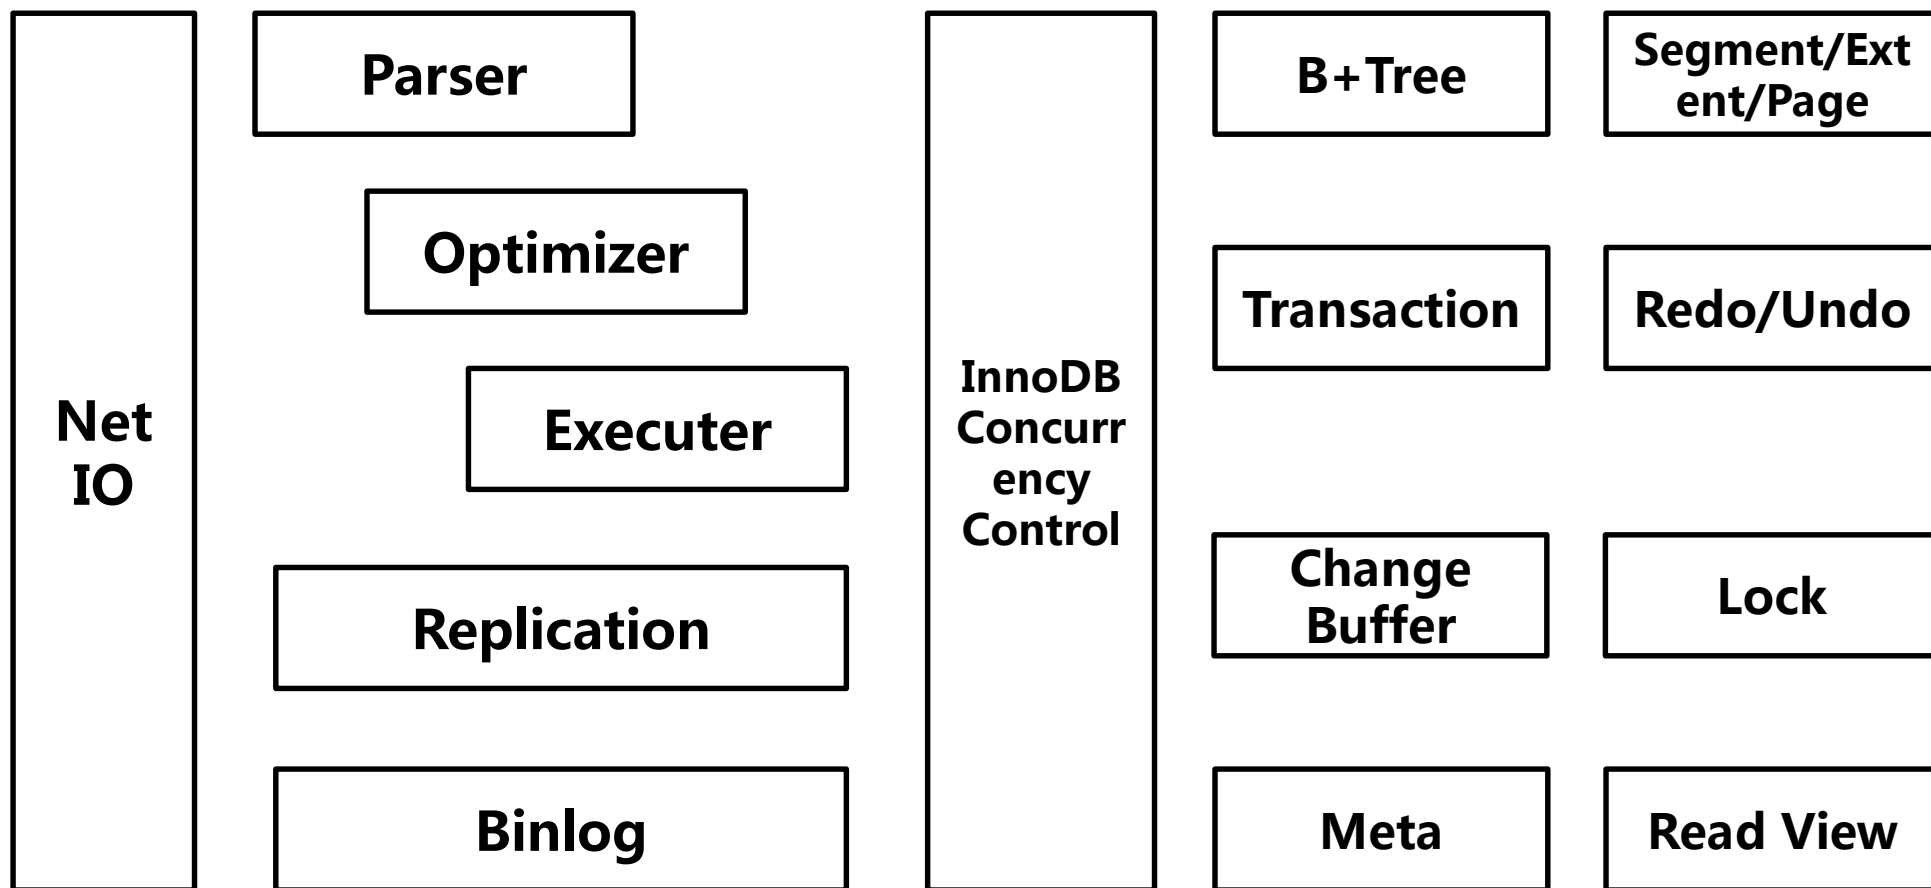 Net
IO
Parser
Optimizer
Executer
Replication
Binlog
InnoDB
Concurr
ency
Control
B+Tree
Segment/Ext
ent/Page
Transaction
Redo/Undo
Change
Buffer
Lock
Meta
Read View